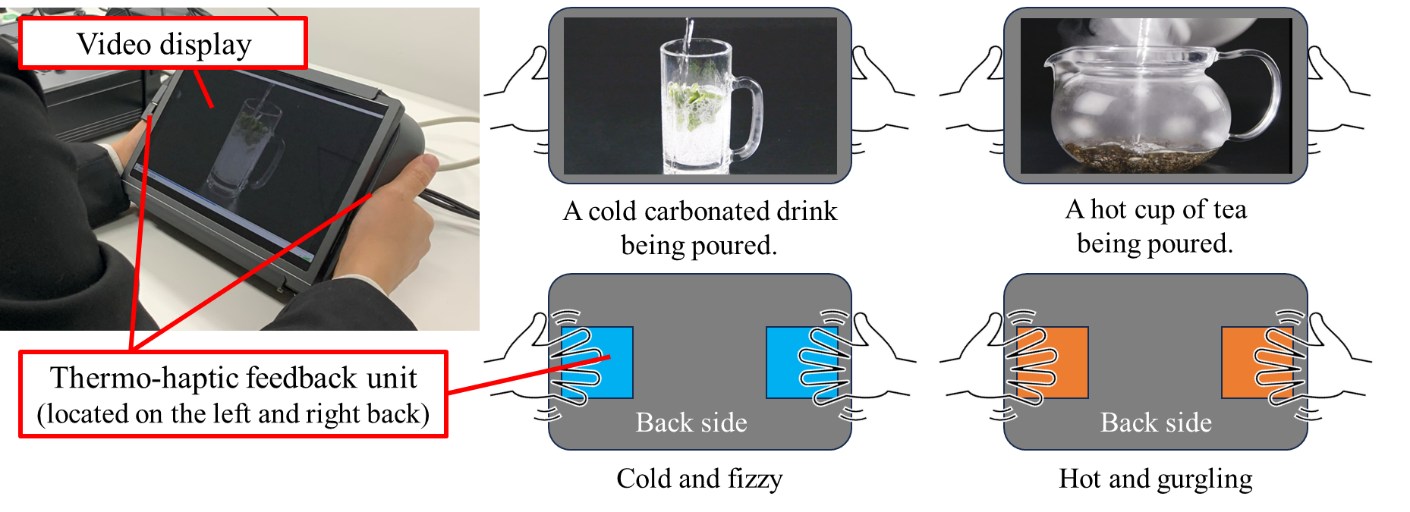 Video display
Thermo-haptic feedback unit
(located on the left and right back)
A cold carbonated drink
being poured.
A hot cup of tea
being poured.
Back side
Cold and fizzy
Back side
Hot and gurgling